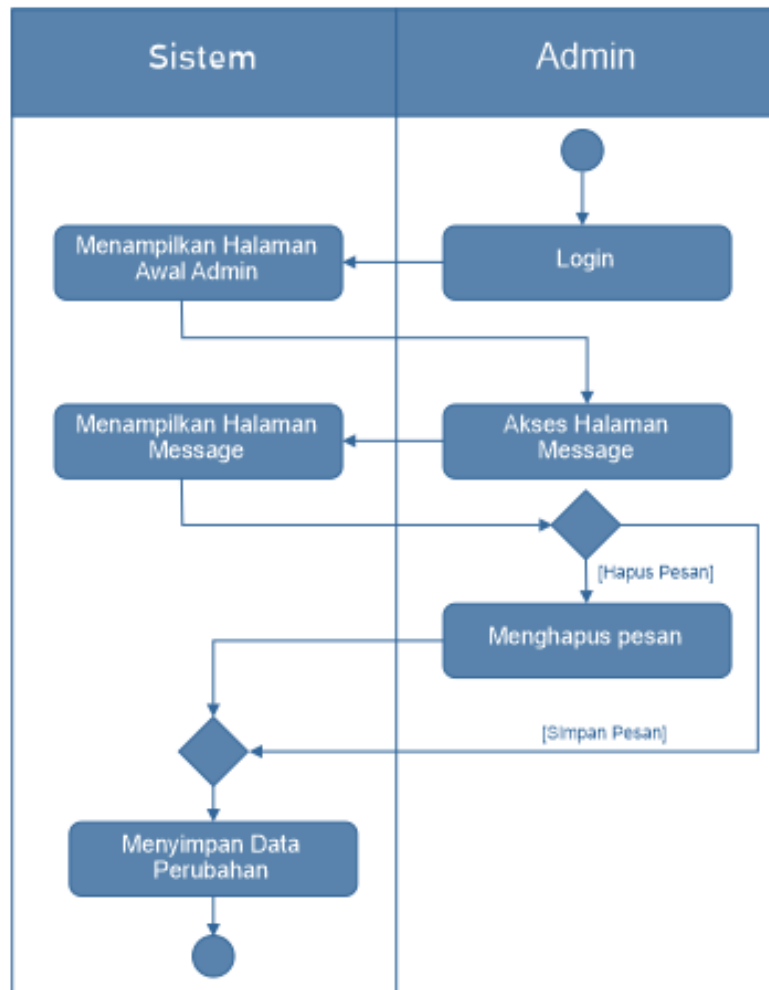 Sistem
Admin
Menampilkan Halaman
Awal Admin
Login
Menampilkan Halaman
Message
Akses Halaman
Message
[Hapus Pesan]
Menghapus pesan
[Simpan Pesan]
Menyimpan Data
Perubahan